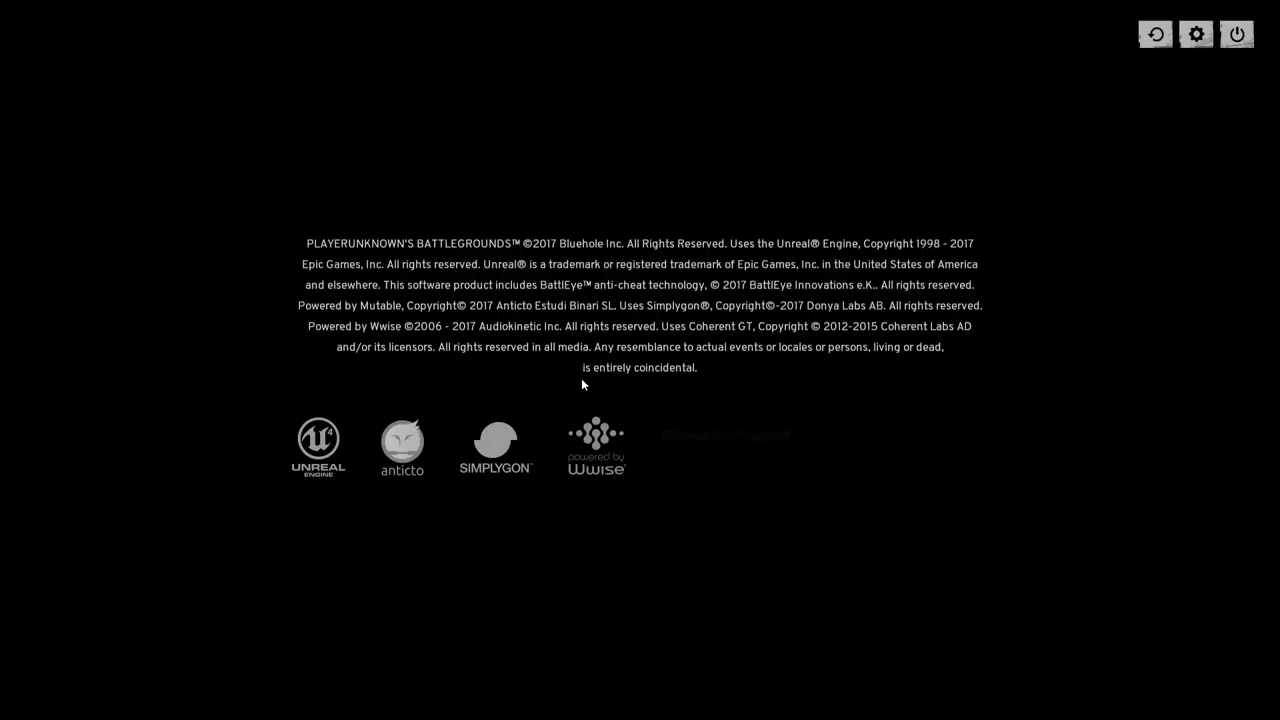 PLAYERUNKNOWN'S BATTLEGROUNDS™ ©2017 Bluehole Inc. All Rights Reserved. Uses the Unreal® Engine, Copyright 1998 - 2017
Epic Games, Inc. All rights reserved. Unreal® is a trademark or registered trademark of Epic Games, Inc. in the United States of America
and elsewhere. This software product includes BattlEye™ anti-cheat technology, © 2017 BattlEye Innovations e.K.. All rights reserved.
Powered by Mutable, Copyright© 2017 Anticto Estudi Binari SL. Uses Simplygon®, Copyright©-2017 Donya Labs AB. All rights reserved.
Powered by Wwise ©2006 - 2017 Audiokinetic Inc. All rights reserved. Uses Coherent GT, Copyright © 2012-2015 Coherent Labs AD
and/or its licensors. All rights reserved in all media. Any resemblance to actual events or locales or persons, living or dead,
is entirely coincidental.
4
UNREAL
ENGINE
anticto
SIMPLYGON™
powered by
Wwise®